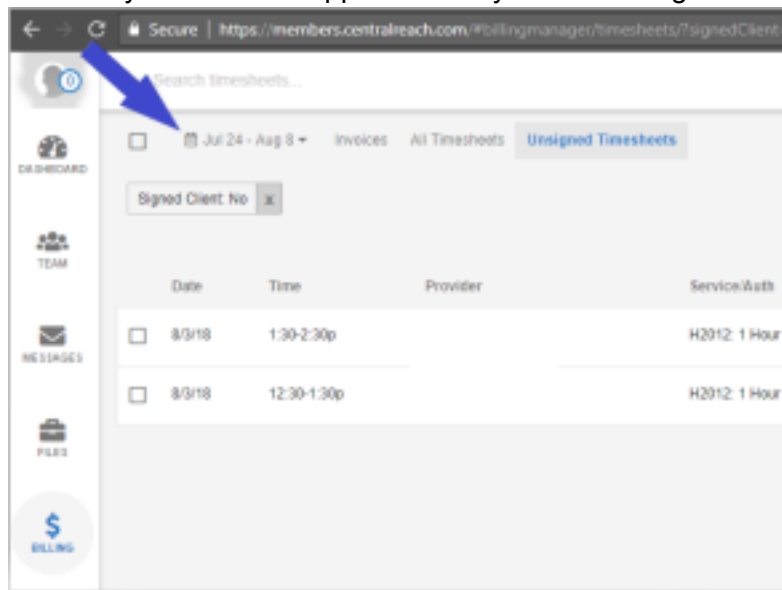 Secure | https://members.centralreach.com/#billingmanager/timesheets/?signedClient
0
Search timesheets...
DASHBOARD
Jul 24 - Aug 8
Invoices
All Timesheets
Unsigned Timesheets
Signed Client: No x
TEAM
Date Time Provider Service/Auth
MESSAGES
8/3/18 1:30-2:30p H2012: 1 Hour
8/3/18 12:30-1:30p H2012: 1 Hour
FILES
$
BILLING